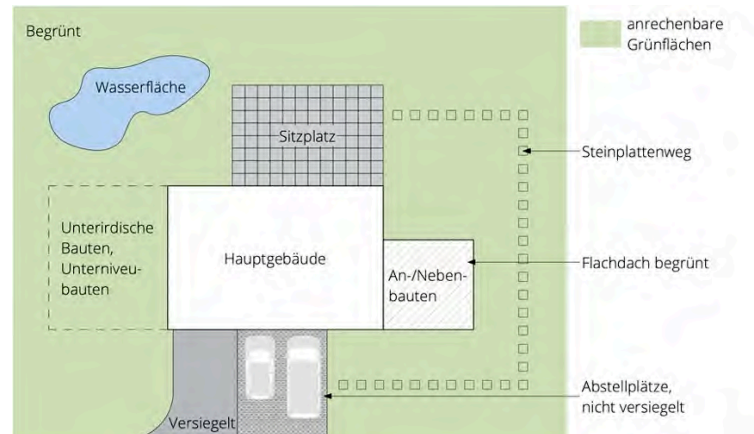 Begrünt
anrechenbare
Grünflächen
Wasserfläche
Sitzplatz
Steinplattenweg
Unterirdische
Bauten,
Unterniveu-
bauten
Hauptgebäude
An-/Neben-
bauten
Flachdach begrünt
Abstellplätze,
nicht versiegelt
Versiegelt